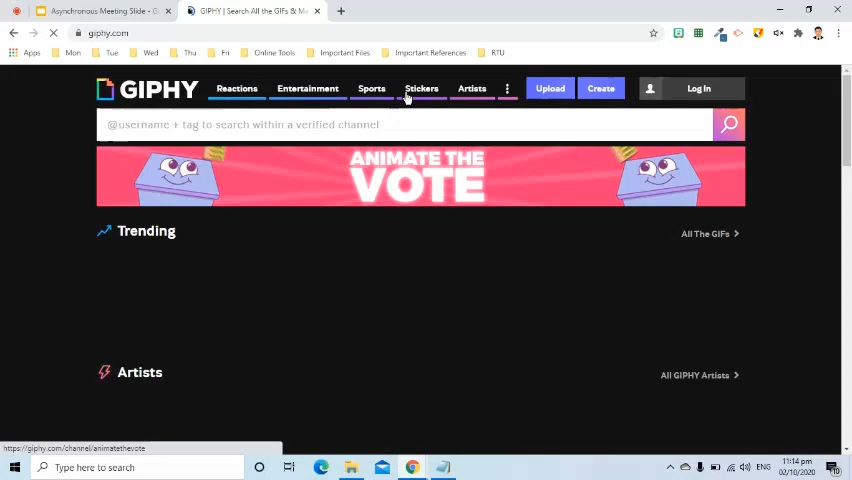 Asynchronous Meeting Slide - G
GIPHY | Search All the GIFs & M
giphy.com
Apps Mon Tue Wed Thu Fri Online Tools Important Files Important References RTU
GIPHY Reactions Entertainment Sports Stickers Artists Upload Create Log In
@username + tag to search within a verified channel
ANIMATE THE
VOTE
Trending All The GIFs
Artists All GIPHY Artists
https://giphy.com/channel/animatethevote
Type here to search
ENG
11:14 pm
02/10/2020